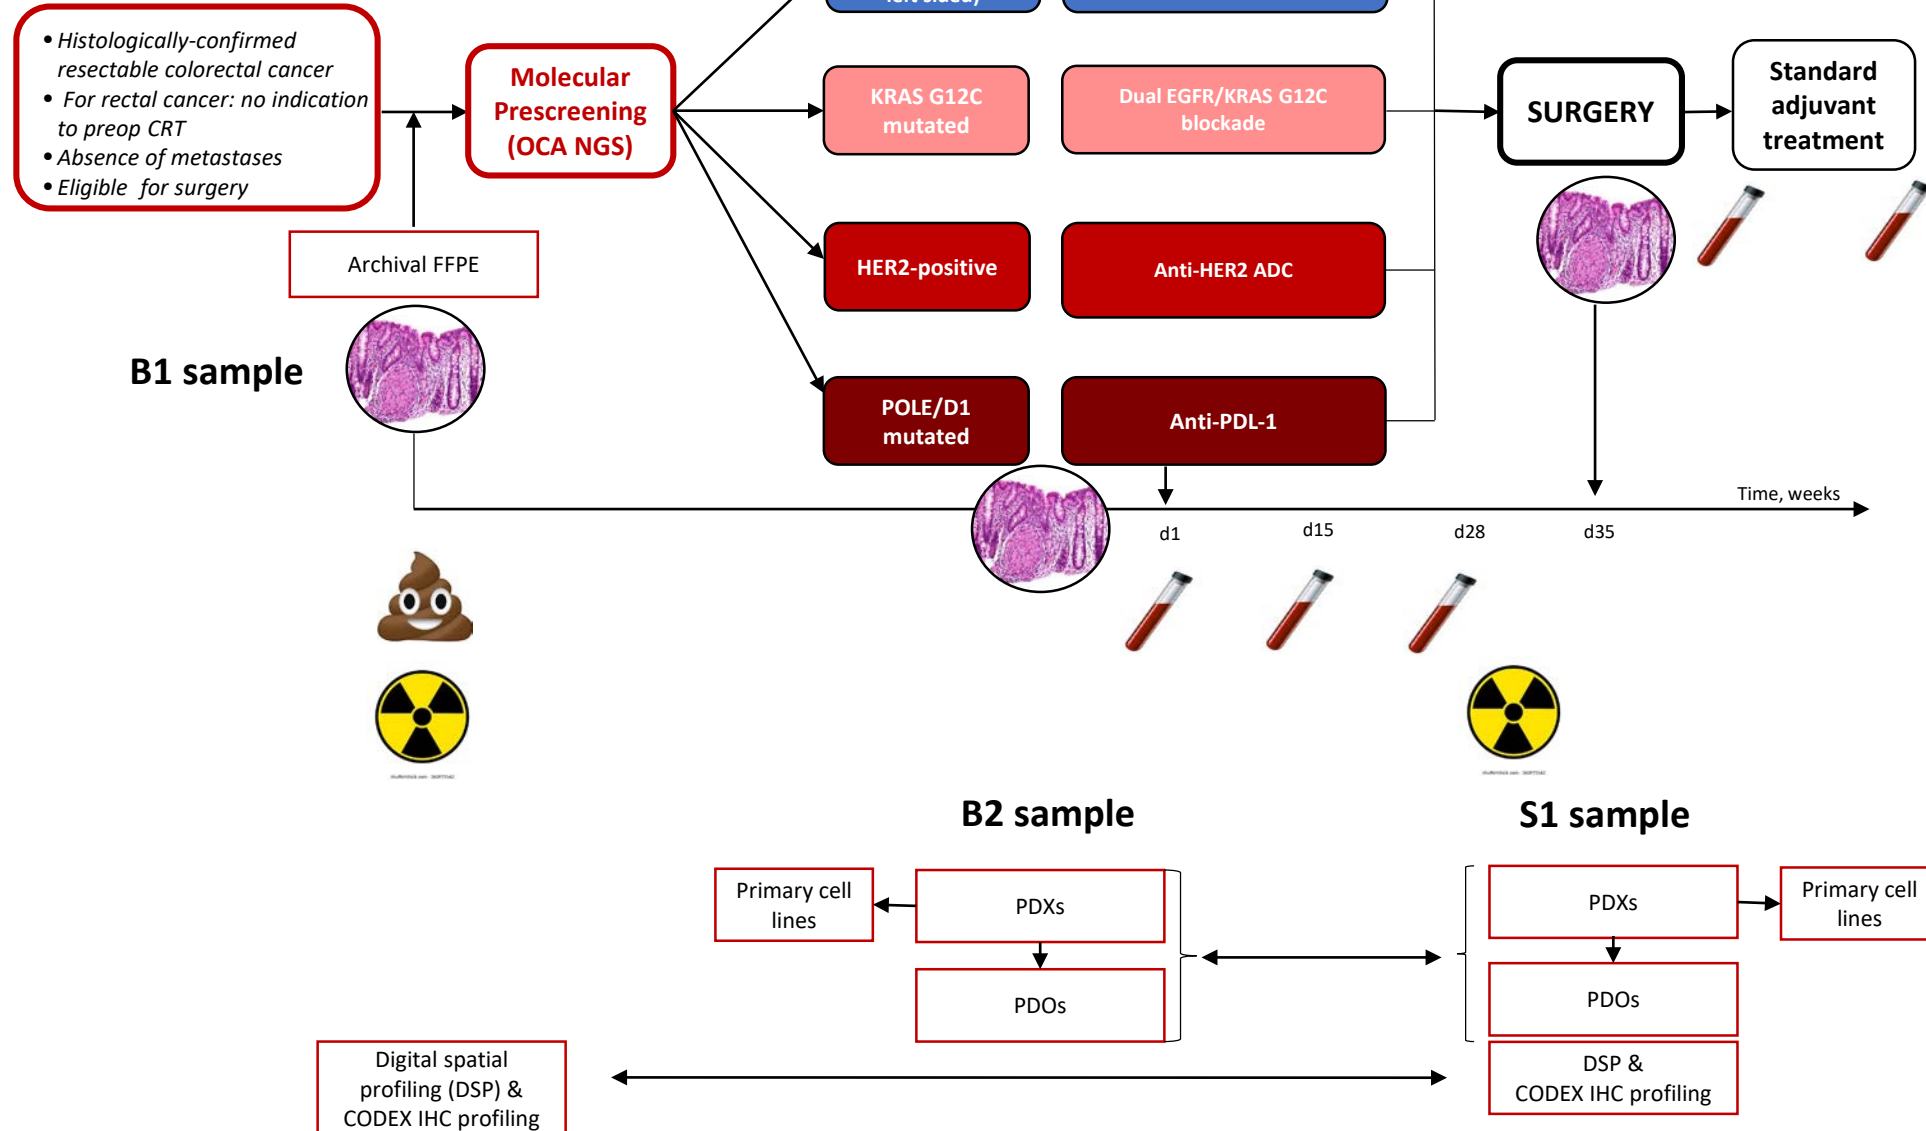 left sided)
• Histologically-confirmed
resectable colorectal cancer
• For rectal cancer: no indication
to preop CRT
• Absence of metastases
• Eligible for surgery
Molecular
Prescreening
(OCA NGS)
KRAS G12C
mutated
Dual EGFR/KRAS G12C
blockade
SURGERY
Standard
adjuvant
treatment
Archival FFPE
HER2-positive
Anti-HER2 ADC
B1 sample
POLE/D1
mutated
Anti-PDL-1
Time, weeks
d1
d15
d28
d35
B2 sample
S1 sample
Primary cell
lines
PDXs
PDOs
PDXs
Primary cell
lines
PDOs
Digital spatial
profiling (DSP) &
CODEX IHC profiling
DSP &
CODEX IHC profiling